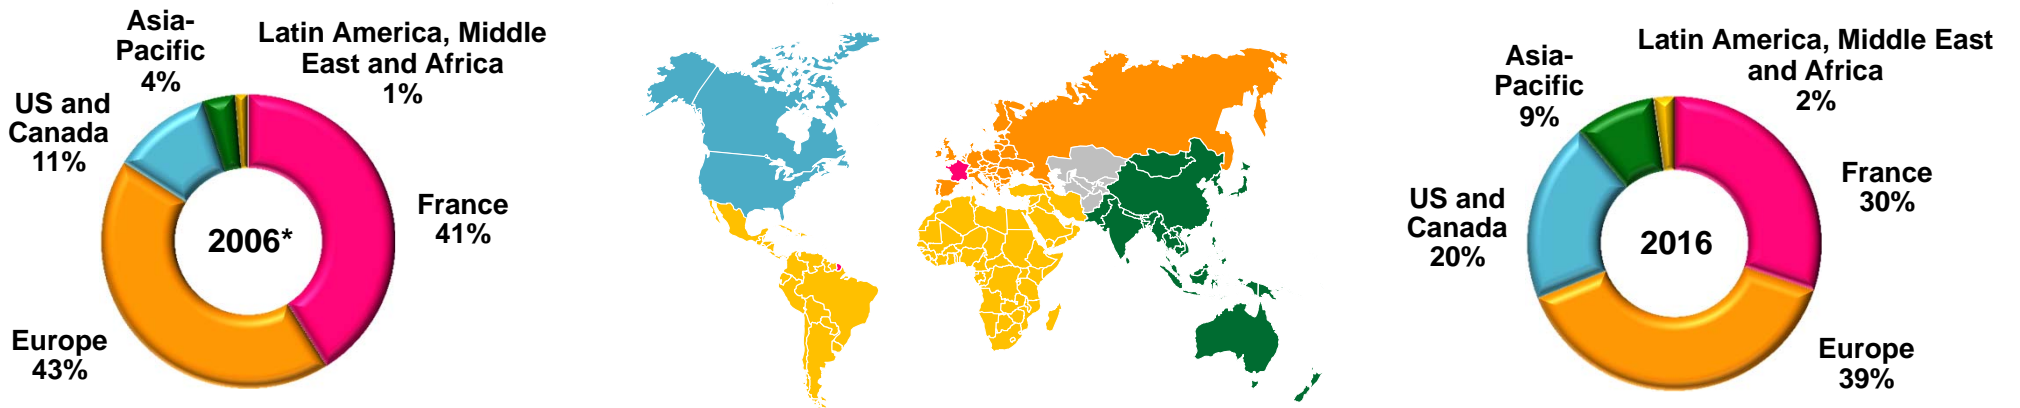 Asia-
Pacific
4%
Latin America, Middle
East and Africa
1%
US and
Canada
11%
France
41%
2006*
Europe
43%
Latin America, Middle East
and Africa
2%
Asia-
Pacific
9%
France
30%
US and
Canada
20%
2016
Europe
39%